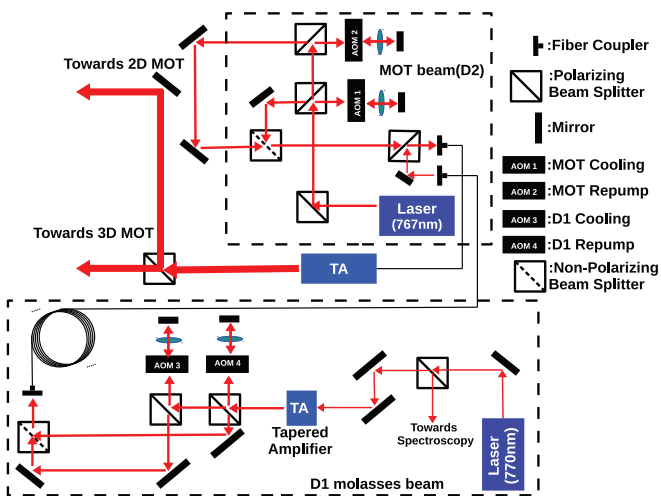 Towards 2D MOT
AOM 2
MOT beam(D2)
AOM 1
Laser
(767nm)
Towards 3D MOT
TA
:Fiber Coupler
:Polarizing
Beam Splitter
:Mirror
AOM 1 :MOT Cooling
AOM 2 :MOT Repump
AOM 3 :D1 Cooling
AOM 4 :D1 Repump
:Non-Polarizing
Beam Splitter
AOM 3
AOM 4
TA
Tapered
Amplifier
Towards
Spectroscopy
Laser
(770nm)
D1 molasses beam